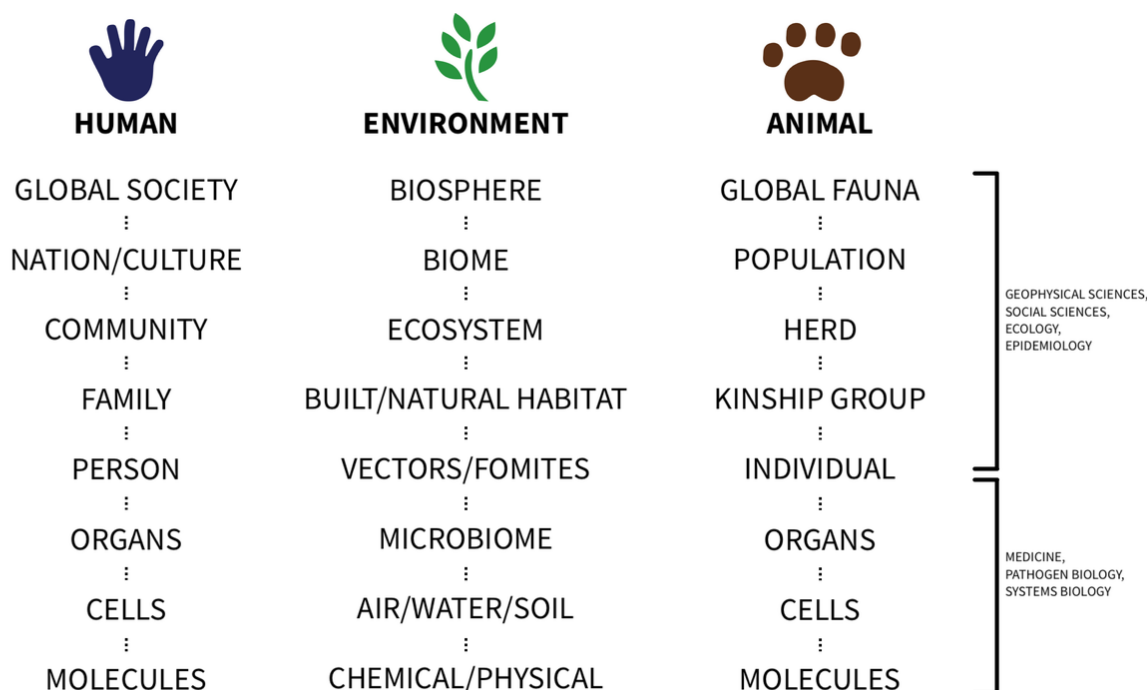 HUMAN ENVIRONMENT ANIMAL
GLOBAL SOCIETY BIOSPHERE GLOBAL FAUNA
NATION/CULTURE BIOME POPULATION
COMMUNITY ECOSYSTEM HERD
FAMILY BUILT/NATURAL HABITAT KINSHIP GROUP
PERSON VECTORS/FOMITES INDIVIDUAL
ORGANS MICROBIOME ORGANS
CELLS AIR/WATER/SOIL CELLS
MOLECULES CHEMICAL/PHYSICAL MOLECULES
GEOPHYSICAL SCIENCES,
SOCIAL SCIENCES,
ECOLOGY,
EPIDEMIOLOGY
MEDICINE,
PATHOGEN BIOLOGY,
SYSTEMS BIOLOGY